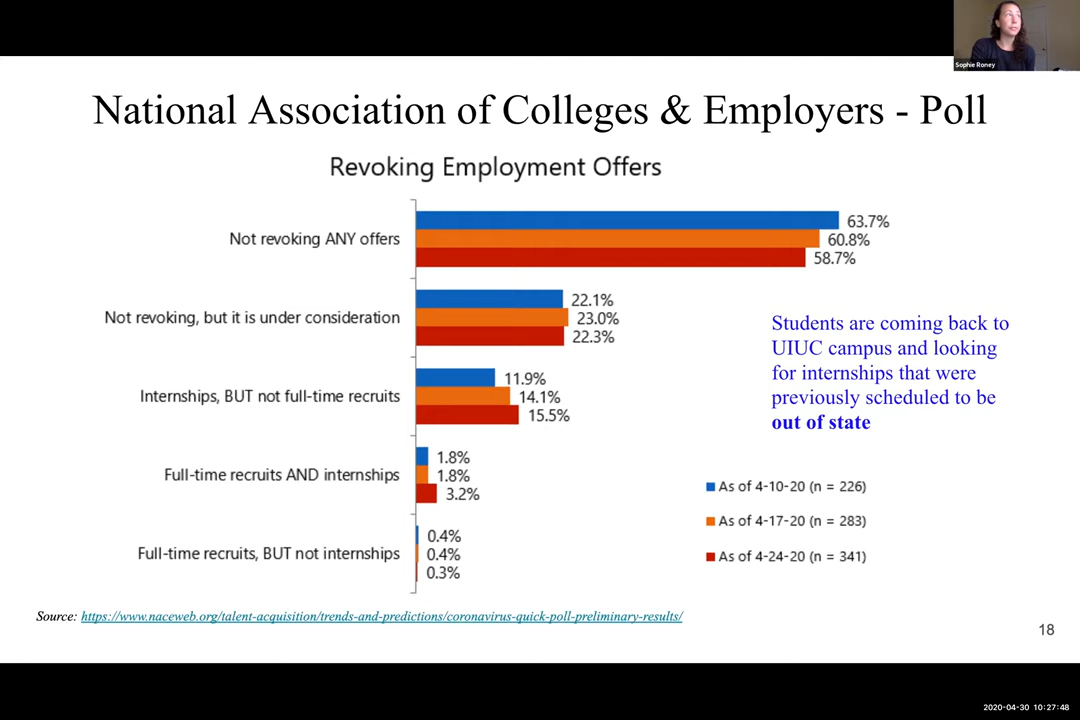 Sophie Roney
National Association of Colleges & Employers - Poll
Revoking Employment Offers
Not revoking ANY offers
63.7%
60.8%
58.7%
Not revoking, but it is under consideration
22.1%
23.0%
22.3%
Internships, BUT not full-time recruits
11.9%
14.1%
15.5%
Full-time recruits AND internships
1.8%
1.8%
3.2%
Full-time recruits, BUT not internships
0.4%
0.4%
0.3%
Students are coming back to
UIUC campus and looking
for internships that were
previously scheduled to be
out of state
As of 4-10-20 (n = 226)
As of 4-17-20 (n = 283)
As of 4-24-20 (n = 341)
Source: https://www.naceweb.org/talent-acquisition/trends-and-predictions/coronavirus-quick-poll-preliminary-results/
18
2020-04-30 10:27:48